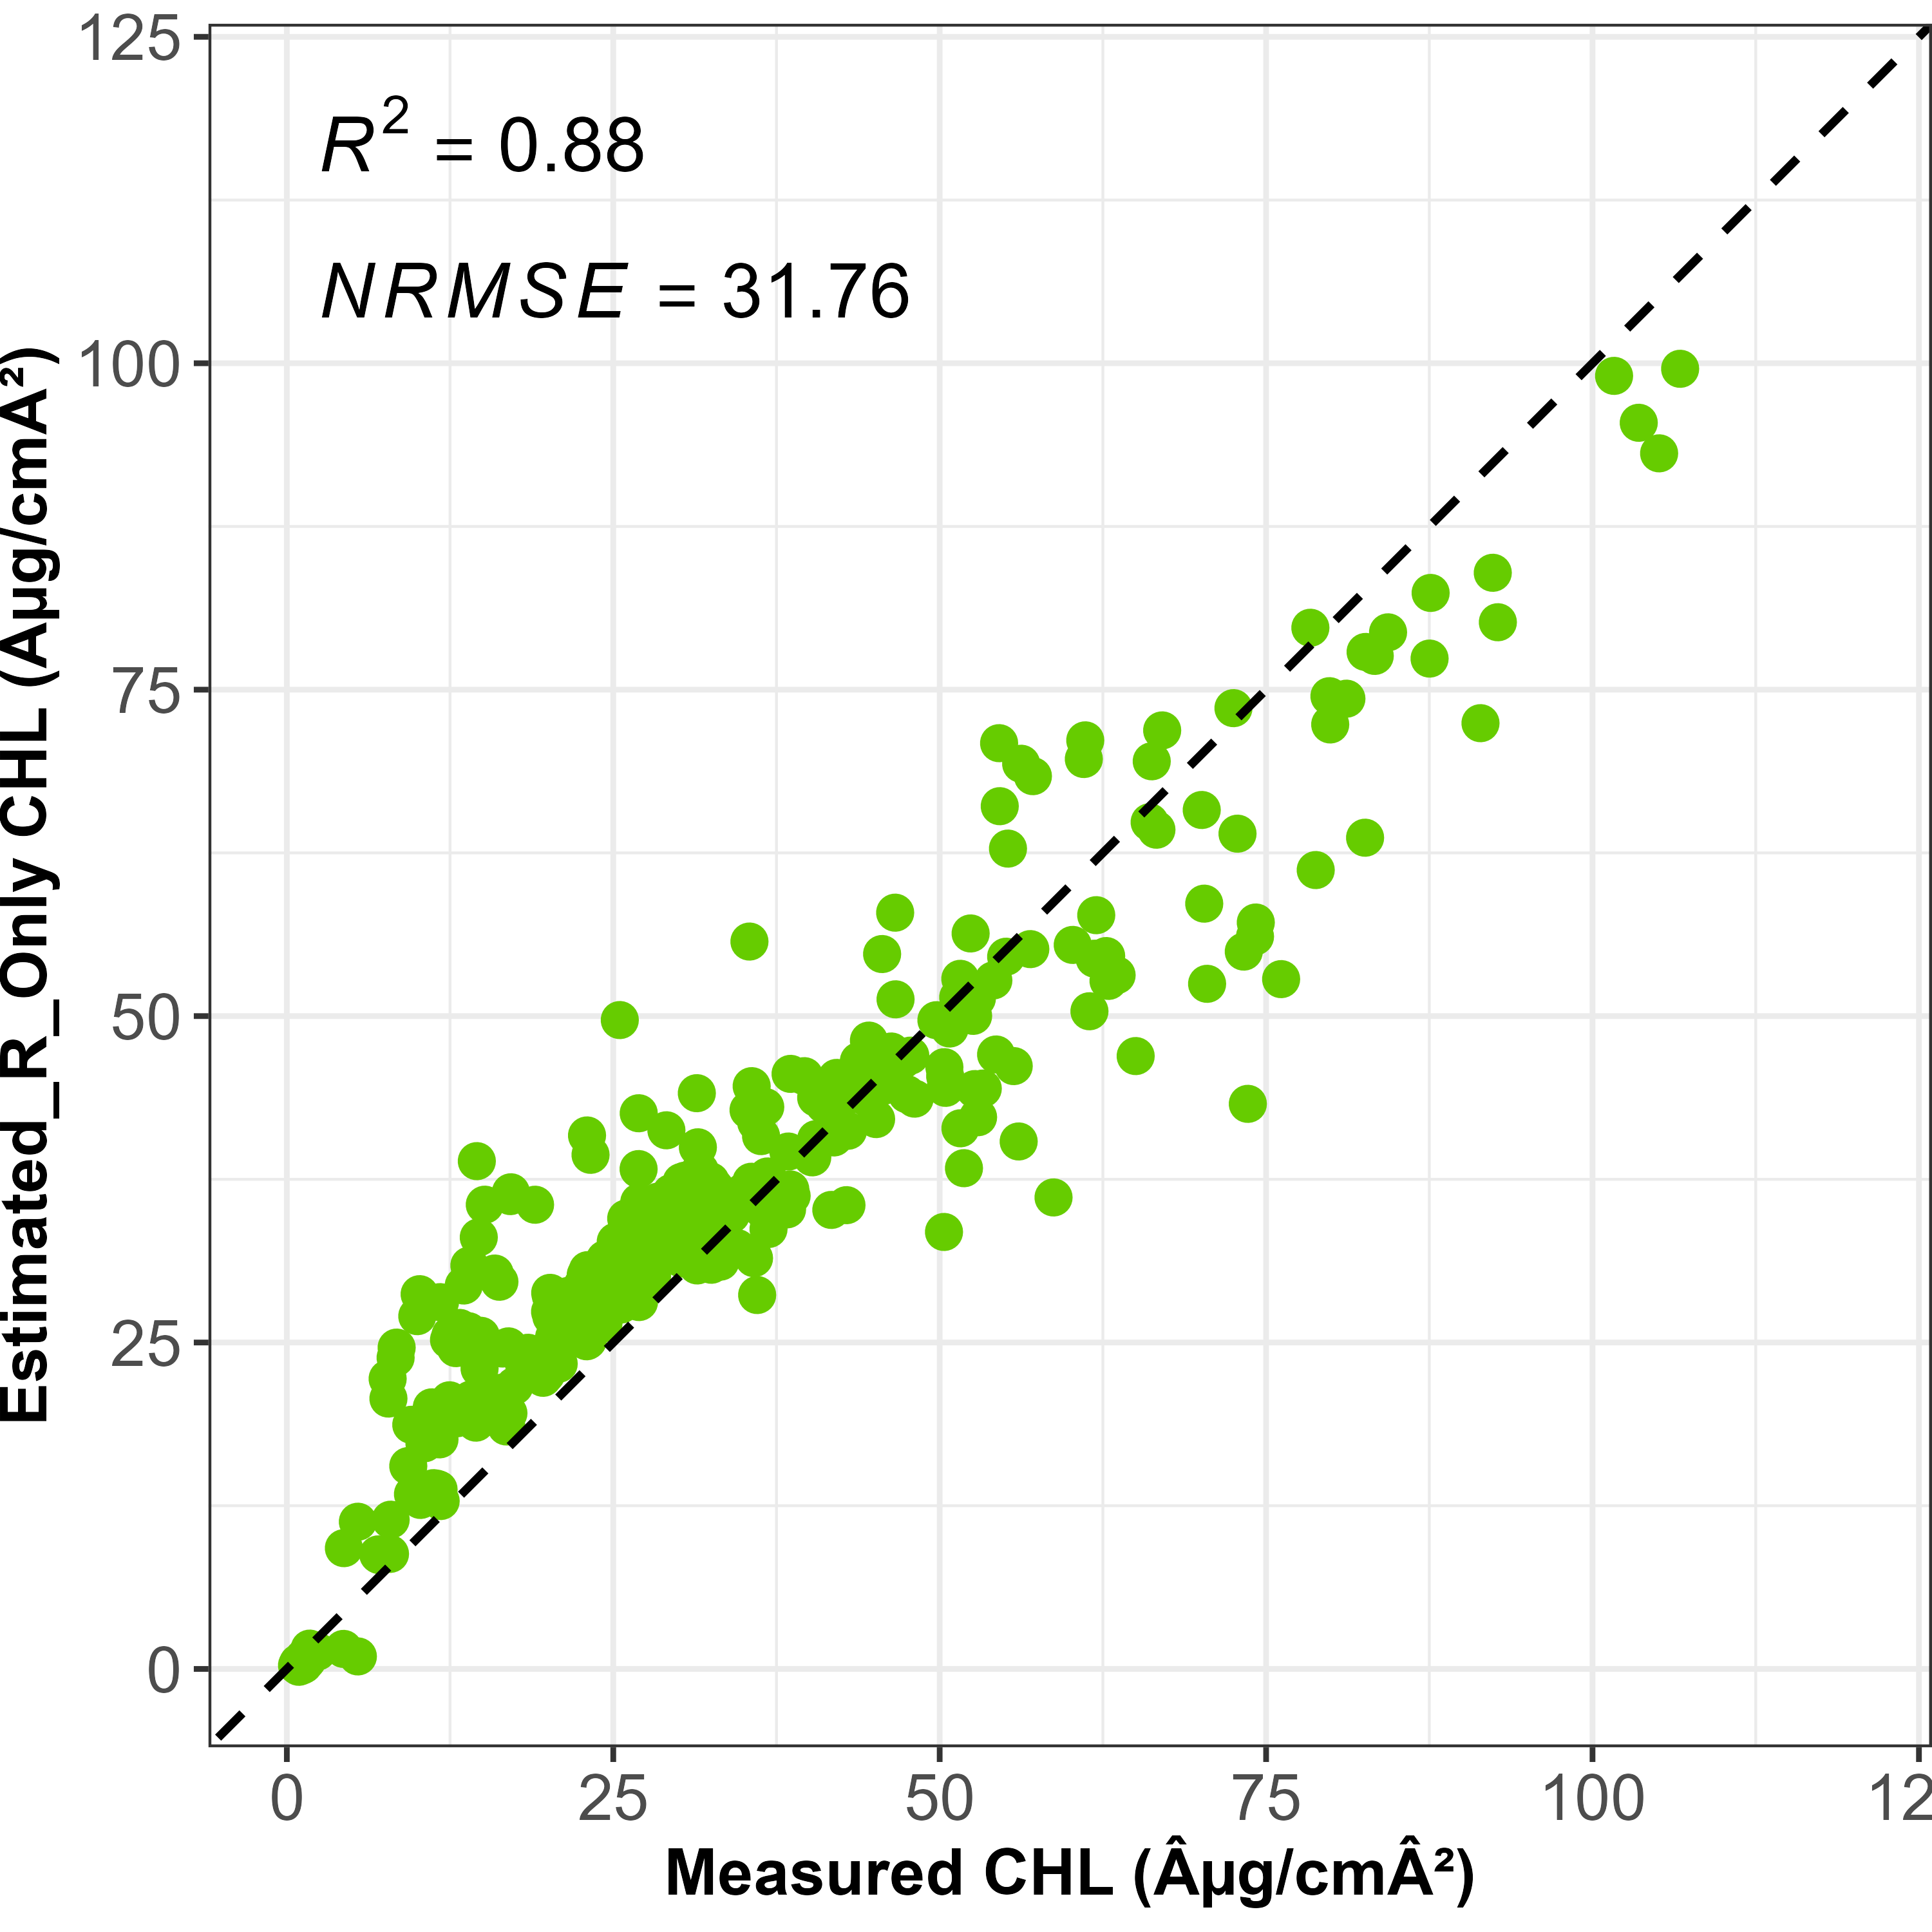 125
R² = 0.88
NRMSE = 31.76
100
75
50
25
0
Estimated_R_Only CHL (Âµg/cmÂ²)
0 25 50 75 100 12
Measured CHL (Âµg/cmÂ²)